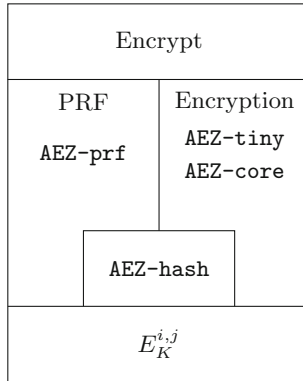 Encrypt
PRF
AEZ-prf
Encryption
AEZ-tiny
AEZ-core
AEZ-hash
$E_K^{i,j}$